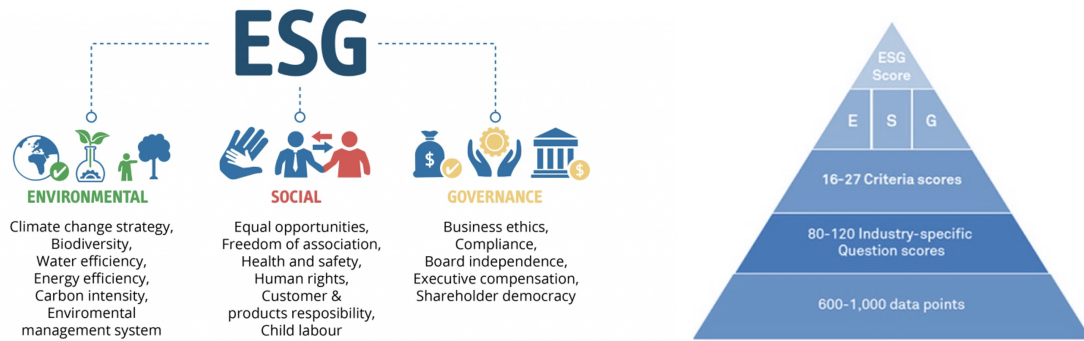 ESG
ENVIRONMENTAL
Climate change strategy,
Biodiversity,
Water efficiency,
Energy efficiency,
Carbon intensity,
Enviromental
management system
SOCIAL
Equal opportunities,
Freedom of association,
Health and safety,
Human rights,
Customer &
products resposibility,
Child labour
$
$
GOVERNANCE
Business ethics,
Compliance,
Board independence,
Executive compensation,
Shareholder democracy
ESG
Score
E S G
16-27 Criteria scores
80-120 Industry-specific
Question scores
600-1,000 data points